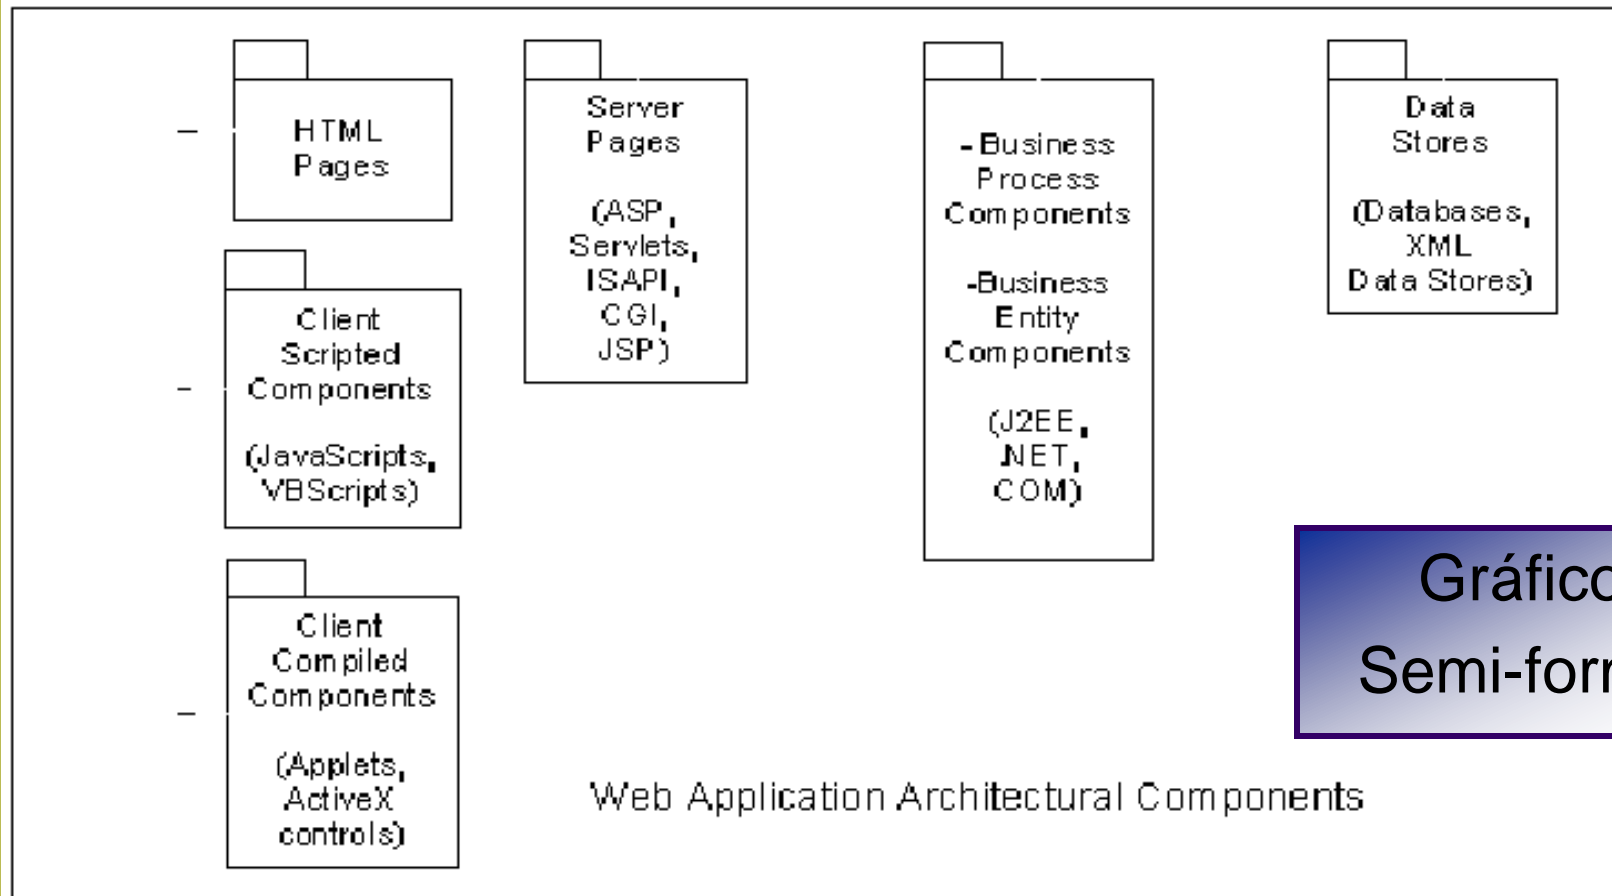 HTML
Pages
Client
Scripted
Components
(JavaScripts,
VBScripts)
Client
Compiled
Components
(Applets,
ActiveX
controls)
Server
Pages
(ASP,
Servlets,
ISAPI,
CGI,
JSP)
-Business
Process
Components
-Business
Entity
Components
(J2EE,
.NET,
COM)
Data
Stores
(Databases,
XML
Data Stores)
Gráfico
Web Application Architectural Components